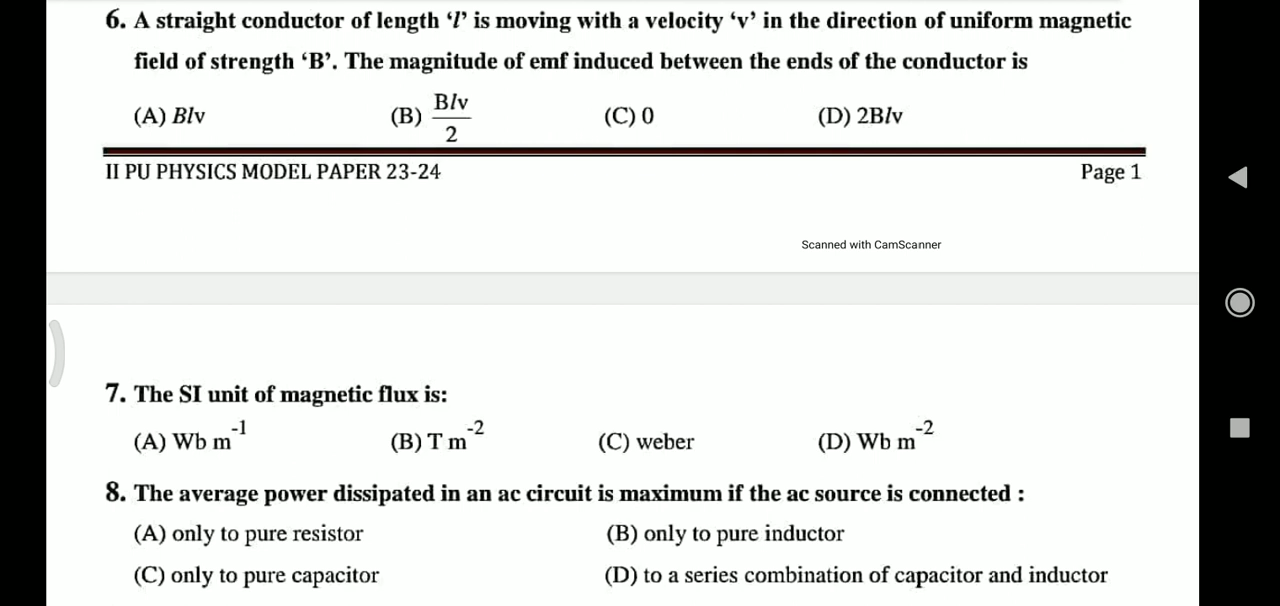 6. A straight conductor of length ‘l’ is moving with a velocity ‘v’ in the direction of uniform magnetic
field of strength ‘B’. The magnitude of emf induced between the ends of the conductor is
(A) Blv (B) Blv/2 (C) 0 (D) 2Blv
II PU PHYSICS MODEL PAPER 23-24 Page 1
Scanned with CamScanner
7. The SI unit of magnetic flux is:
(A) Wb m⁻¹ (B) T m⁻² (C) weber (D) Wb m⁻²
8. The average power dissipated in an ac circuit is maximum if the ac source is connected :
(A) only to pure resistor (B) only to pure inductor
(C) only to pure capacitor (D) to a series combination of capacitor and inductor